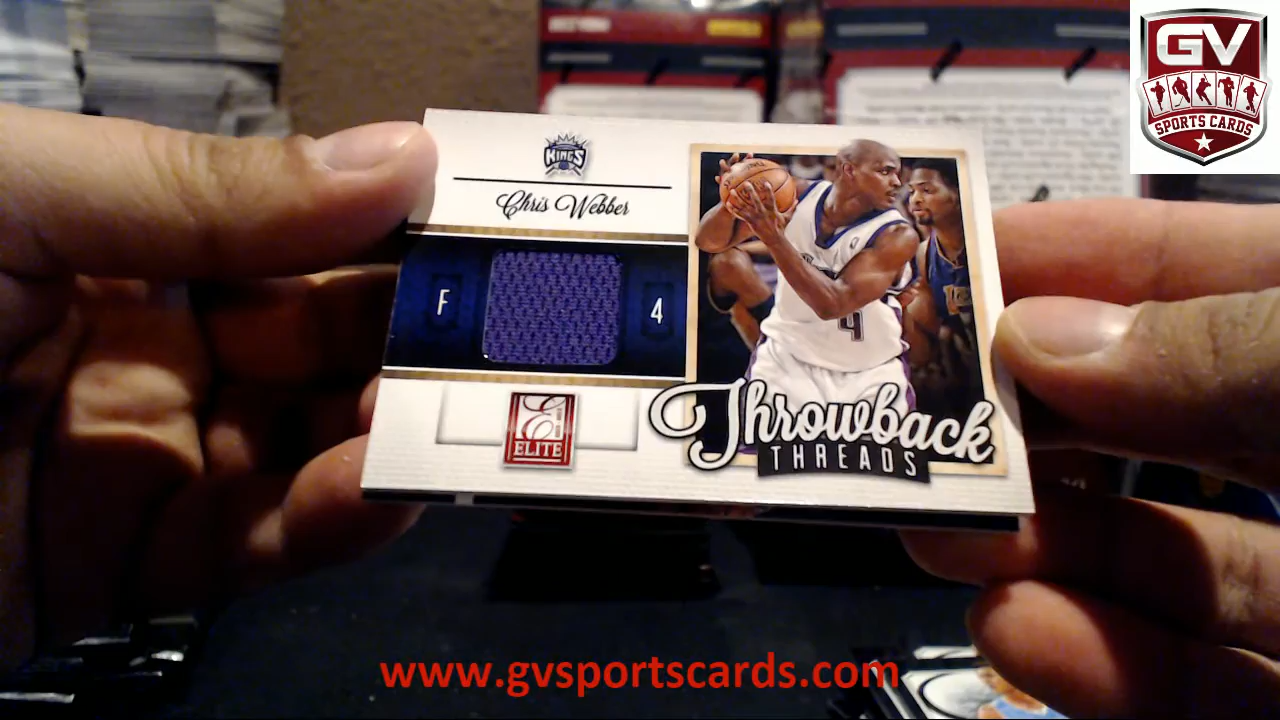 GV
SPORTS CARDS
KINGS
Chris Webber
F
4
4
E
ELITE
Throwback
THREADS
www.gvsportscards.com